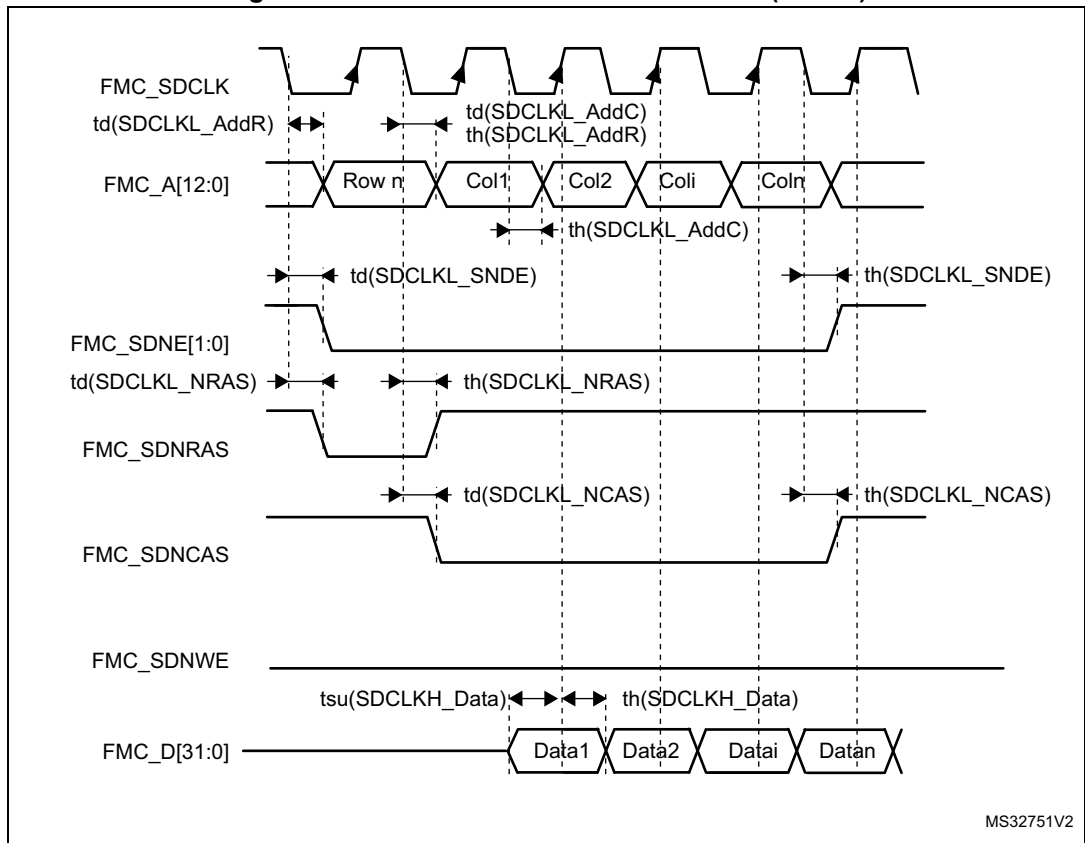 FMC_SDCLK
td(SDCLKL_AddR)
td(SDCLKL_AddC)
th(SDCLKL_AddR)
FMC_A[12:0]
Row n
Col1
Col2
Coli
Coln
th(SDCLKL_AddC)
td(SDCLKL_SNDE)
th(SDCLKL_SNDE)
FMC_SDNE[1:0]
td(SDCLKL_NRAS)
th(SDCLKL_NRAS)
FMC_SDNRAS
td(SDCLKL_NCAS)
th(SDCLKL_NCAS)
FMC_SDNCAS
FMC_SDNWE
tsu(SDCLKH_Data)
th(SDCLKH_Data)
FMC_D[31:0]
Data1
Data2
Datai
Datan
MS32751V2